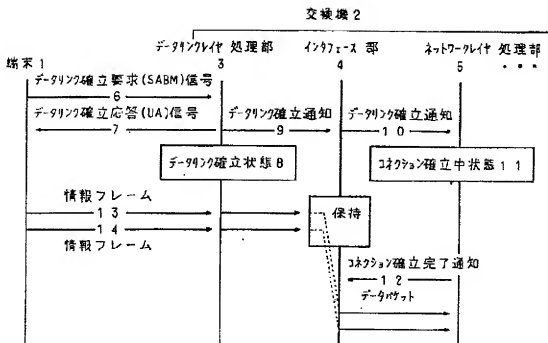 交換機2
端末1
データリンクレイヤ 処理部
3
インタフェース 部
4
ネットワークレイヤ 処理部
5 ・・・
データリンク確立要求(SABM)信号
6
データリンク確立応答(UA)信号
7
データリンク確立通知
9
データリンク確立通知
10
データリンク確立状態8
コネクション確立中状態11
情報フレーム
13
14
情報フレーム
保持
コネクション確立完了通知
12
データパケット